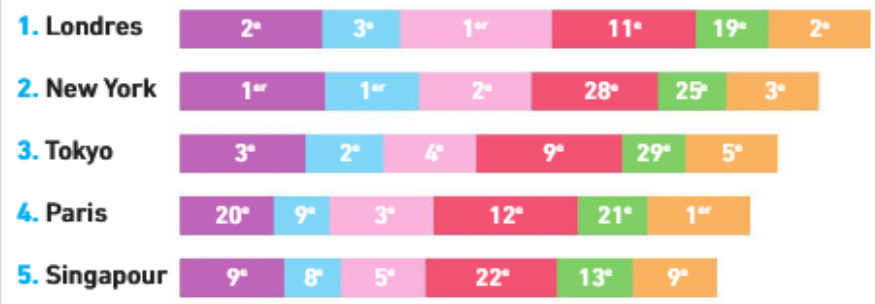 1. Londres 2e 3e 1er 11e 19e 2e
2. New York 1er 1er 2e 28e 25e 3e
3. Tokyo 3e 2e 4e 9e 29e 5e
4. Paris 20e 9e 3e 12e 21e 1er
5. Singapour 9e 8e 5e 22e 13e 9e